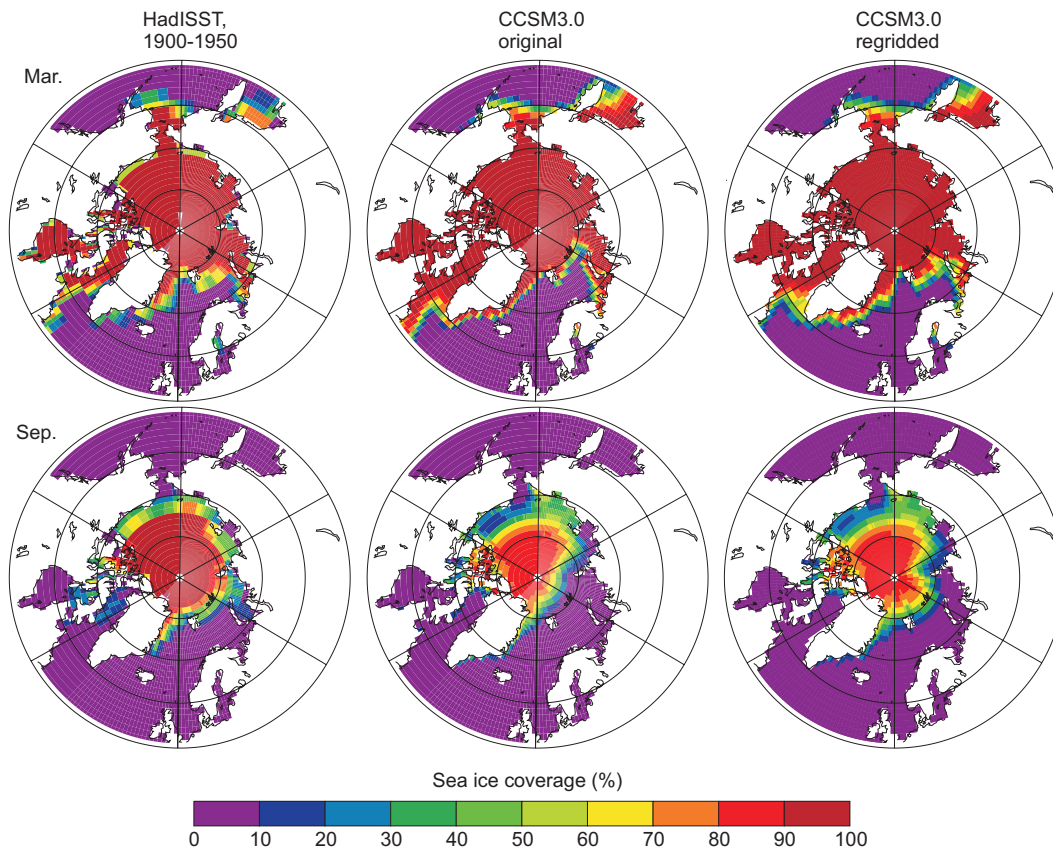 HadISST,
1900-1950
CCSM3.0
original
CCSM3.0
regridded
Mar.
Sep.
Sea ice coverage (%)
0 10 20 30 40 50 60 70 80 90 100